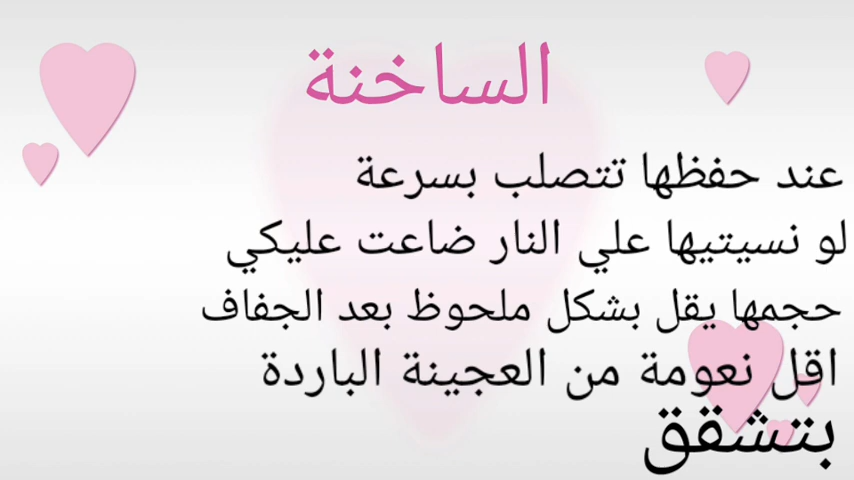 الساخنة
عند حفظها تتصلب بسرعة
لو نسيتيها علي النار ضاعت عليكي
حجمها يقل بشكل ملحوظ بعد الجفاف
اقل نعومة من العجينة الباردة
بتتشقق